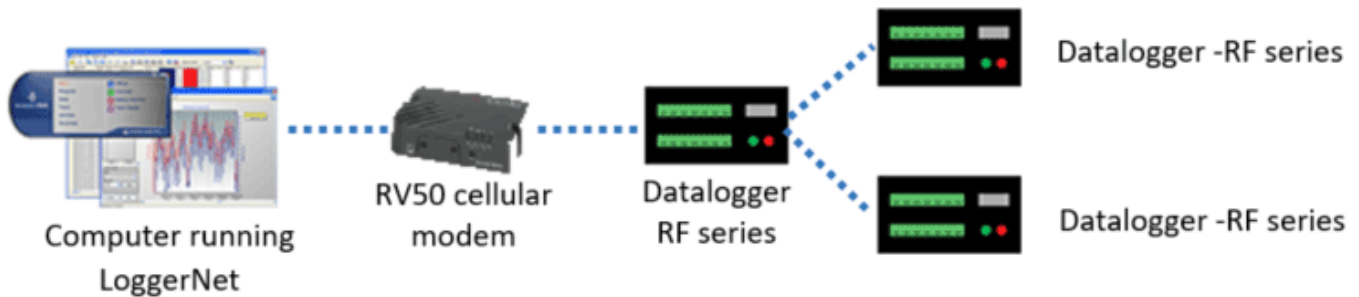 Datalogger -RF series
RV50 cellular
modem
Datalogger
RF series
Datalogger -RF series
Computer running
LoggerNet